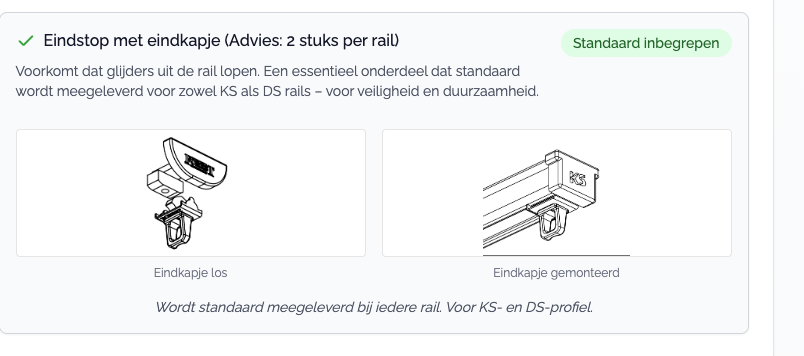 Eindstop met eindkapje (Advies: 2 stuks per rail)
Standaard inbegrepen
Voorkomt dat glijders uit de rail lopen. Een essentieel onderdeel dat standaard
wordt meegeleverd voor zowel KS als DS rails – voor veiligheid en duurzaamheid.
KS
Eindkapje los
Eindkapje gemonteerd
Wordt standaard meegeleverd bij iedere rail. Voor KS- en DS-profiel.